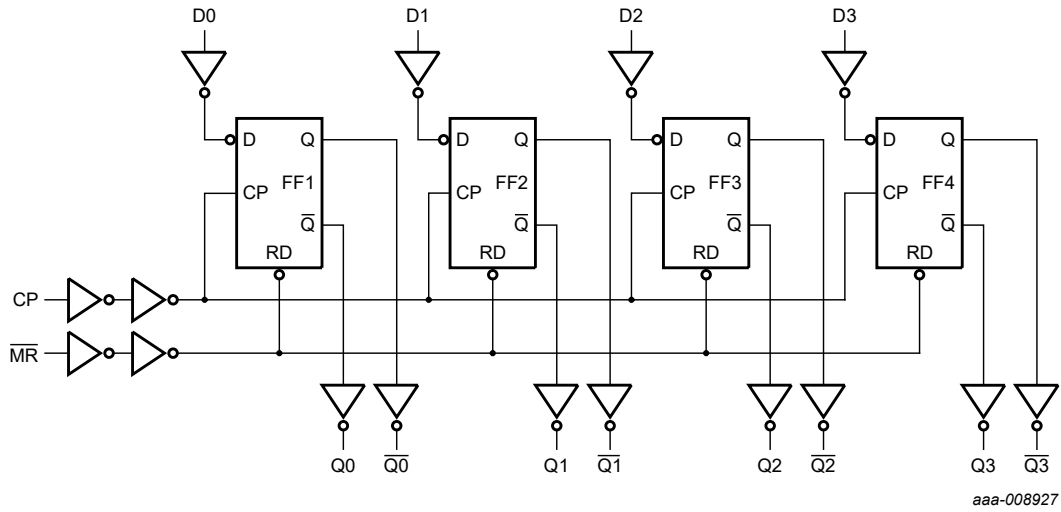 D0 D1 D2 D3
D Q D Q D Q D Q
FF1 FF2 FF3 FF4
CP CP CP CP
Q̅ Q̅ Q̅ Q̅
RD RD RD RD
CP
M̅R̅
Q0 Q̅0̅ Q1 Q̅1̅ Q2 Q̅2̅ Q3 Q̅3̅
aaa-008927